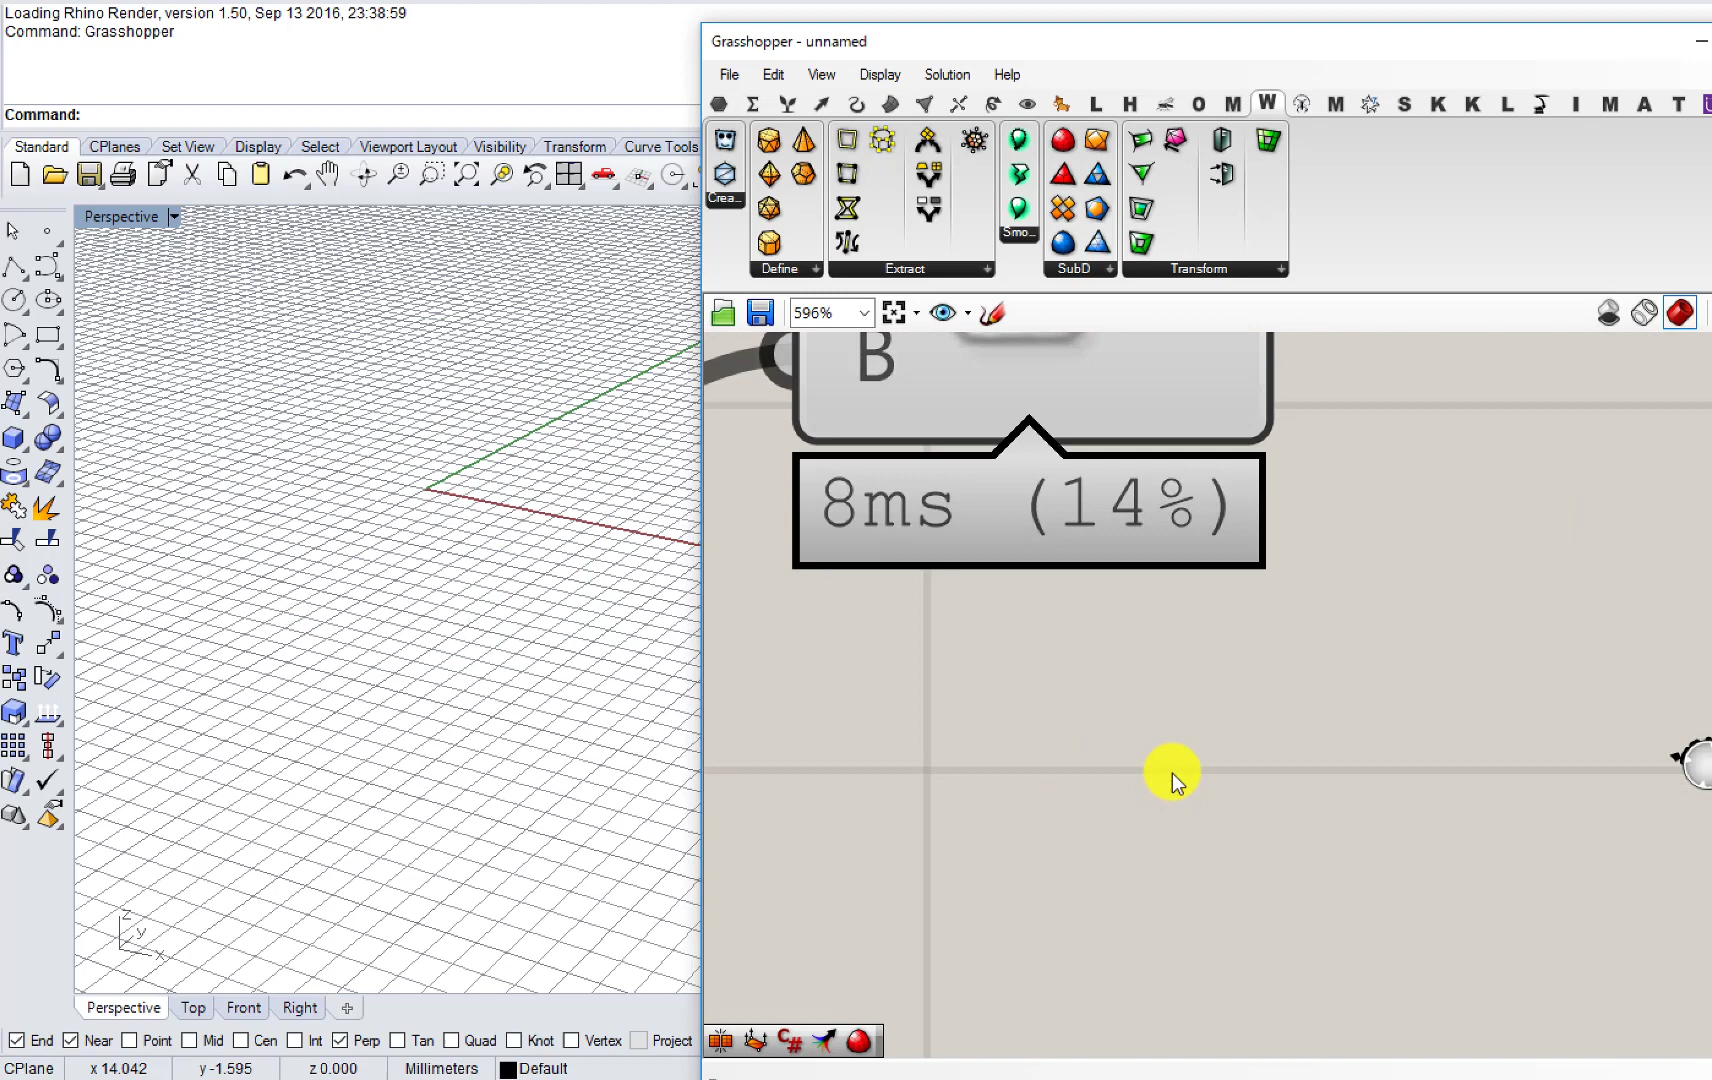 Loading Rhino Render, version 1.50, Sep 13 2016, 23:38:59
Command: Grasshopper
Command:
Standard CPlanes Set View Display Select Viewport Layout Visibility Transform Curve Tools
Perspective
Grasshopper - unnamed
File Edit View Display Solution Help
L H O M W M S K K L I M A T
Crea... Define Extract Smo... SubD Transform
596%
B
8ms (14%)
C#
z
y
x
Perspective Top Front Right
End Near Point Mid Cen Int Perp Tan Quad Knot Vertex Project
CPlane x 14.042 y -1.595 z 0.000 Millimeters Default